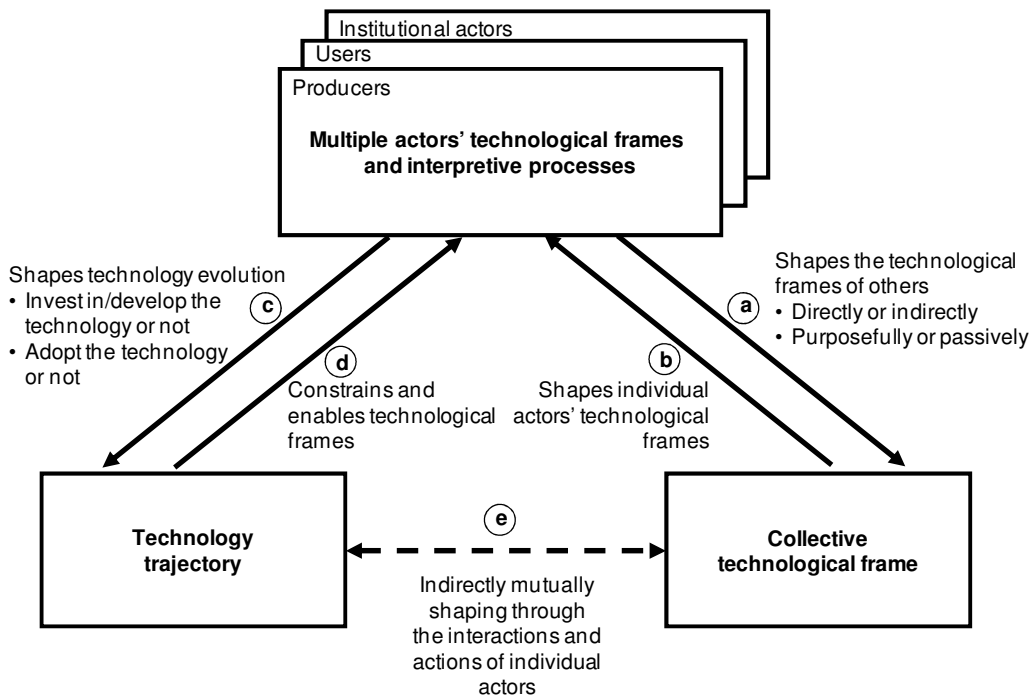 Institutional actors
Users
Producers
Multiple actors’ technological frames
and interpretive processes
Shapes technology evolution
• Invest in/develop the
technology or not
• Adopt the technology
or not
c
d
Constrains and
enables technological
frames
Shapes the technological
frames of others
• Directly or indirectly
• Purposefully or passively
a
b
Shapes individual
actors’ technological
frames
Technology
trajectory
e
Indirectly mutually
shaping through
the interactions and
actions of individual
actors
Collective
technological frame